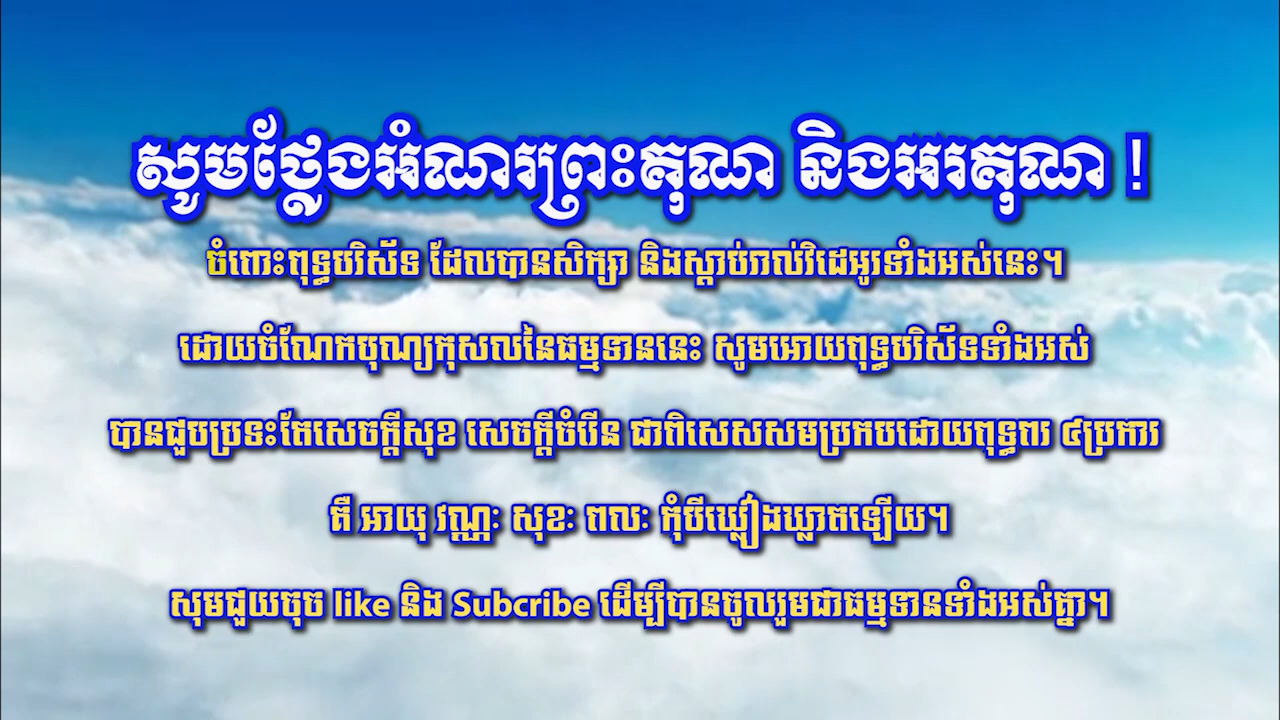 សូមថ្លែងអំណរព្រះគុណ និងអរគុណ !
ចំពោះពុទ្ធបរិស័ទ ដែលបានសិក្សា និងស្តាប់រាល់វិដេអូរទាំងអស់នេះ។
ដោយចំណែកបុណ្យកុសលនៃធម្មទាននេះ សូមអោយពុទ្ធបរិស័ទទាំងអស់
បានជួបប្រទះតែសេចក្តីសុខ សេចក្តីចំរើន ជាពិសេសសមប្រកបដោយពុទ្ធពរ ៤ប្រការ
គឺ អាយុ វណ្ណៈ សុខៈ ពលៈ កុំបីឃ្លៀងឃ្លាតឡើយ។
សុមជួយចុច like និង Subcribe ដើម្បីបានចូលរួមជាធម្មទានទាំងអស់គ្នា។